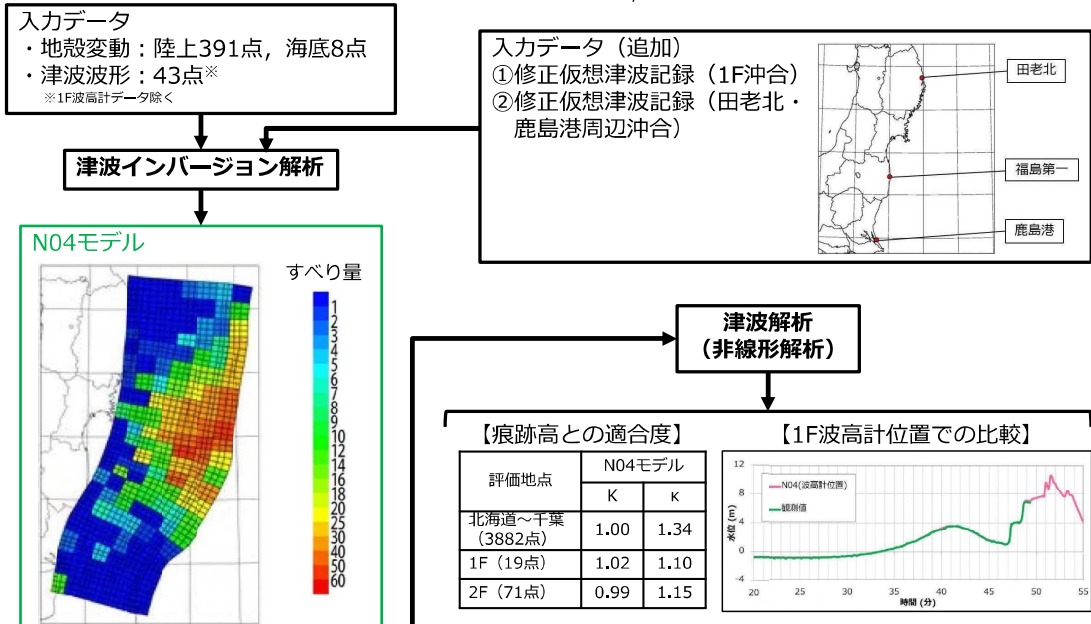 入力データ
・地殻変動：陸上391点，海底8点
・津波波形：43点※
※1F波高計データ除く
津波インバージョン解析
入力データ（追加）
①修正仮想津波記録（1F沖合）
②修正仮想津波記録（田老北・
鹿島港周辺沖合）
田老北
福島第一
鹿島港
N04モデル
すべり量
1
2
3
4
5
6
7
8
9
10
12
14
16
18
20
25
30
40
50
60
津波解析
（非線形解析）
【痕跡高との適合度】
評価地点
N04モデル
K
κ
北海道～千葉
（3882点）
1.00
1.34
1F（19点）
1.02
1.10
2F（71点）
0.99
1.15
【1F波高計位置での比較】
N04(波高計位置)
観測値
水位 (m)
12
8
4
0
-4
20
25
30
35
40
45
50
55
時間 (分)